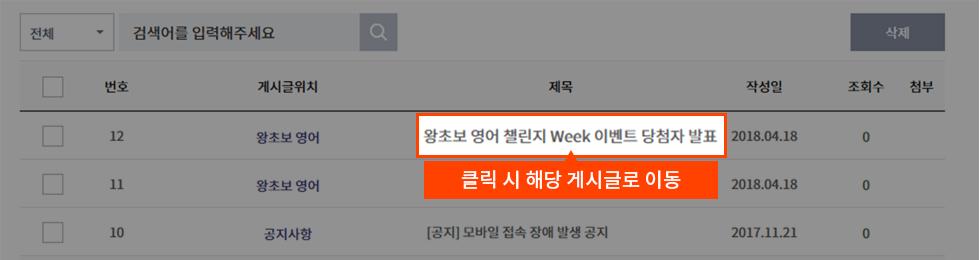 전체 검색어를 입력해주세요 삭제
번호 게시글위치 제목 작성일 조회수 첨부
12 왕초보 영어 왕초보 영어 챌린지 Week 이벤트 당첨자 발표 2018.04.18 0
11 왕초보 영어 클릭 시 해당 게시글로 이동 2018.04.18 0
10 공지사항 [공지] 모바일 접속 장애 발생 공지 2017.11.21 0